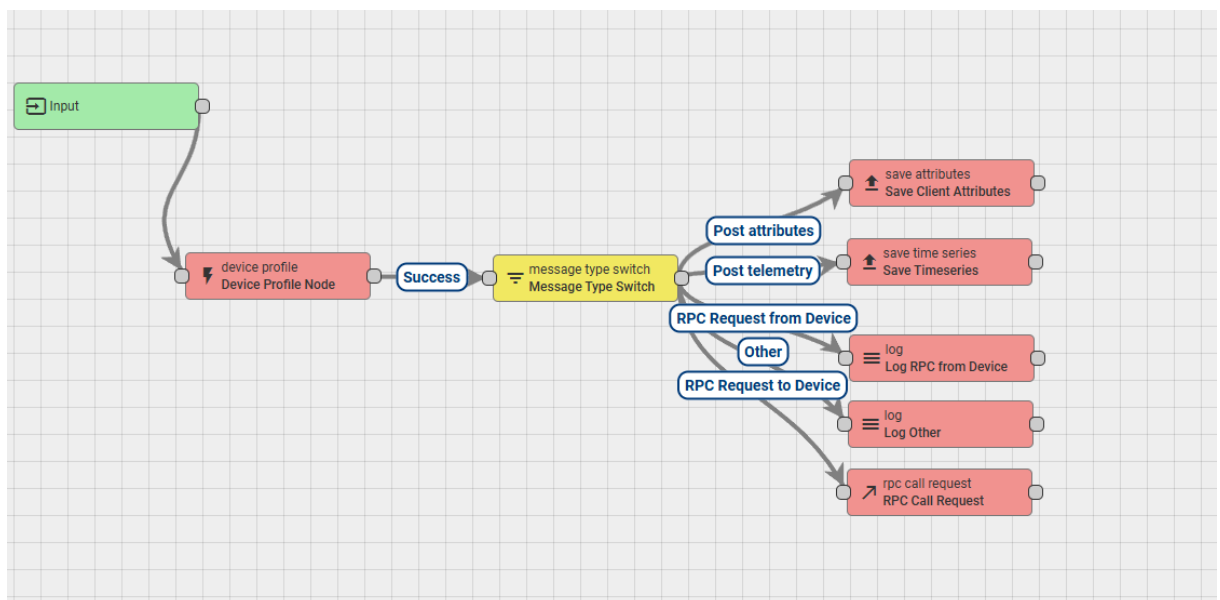 Input
save attributes
Save Client Attributes
Post attributes
save time series
Save Timeseries
Post telemetry
device profile
Device Profile Node
Success
message type switch
Message Type Switch
RPC Request from Device
log
Log RPC from Device
Other
RPC Request to Device
log
Log Other
rpc call request
RPC Call Request